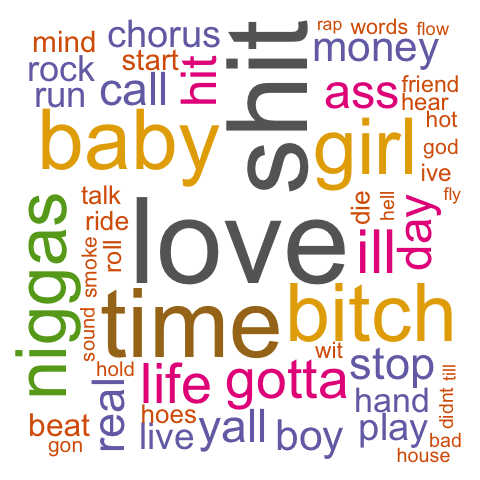 rap words flow
mind chorus money
rock start hit shit
run call ass friend
hear
baby girl hot
god
ive
talk love die hell fly
ride ill day
niggas smoke roll
time bitch
sound wit
hold life gotta stop till
real hoes hand didnt
beat live yall boy play bad
gon house